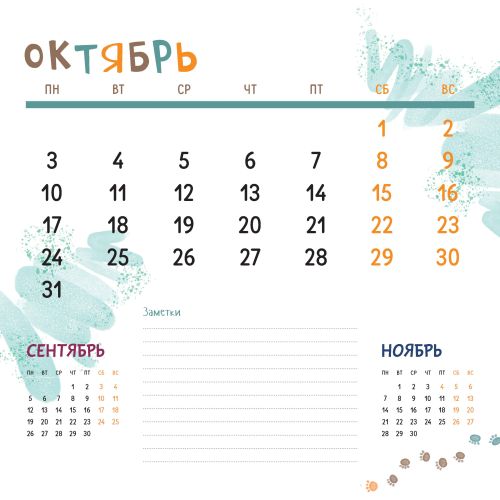 ОКТЯБРЬ
ПН ВТ СР ЧТ ПТ СБ ВС
1 2
3 4 5 6 7 8 9
10 11 12 13 14 15 16
17 18 19 20 21 22 23
24 25 26 27 28 29 30
31
Заметки
СЕНТЯБРЬ
ПН ВТ СР ЧТ ПТ СБ ВС
1 2 3 4
5 6 7 8 9 10 11
12 13 14 15 16 17 18
19 20 21 22 23 24 25
26 27 28 29 30
НОЯБРЬ
ПН ВТ СР ЧТ ПТ СБ ВС
1 2 3 4 5 6
7 8 9 10 11 12 13
14 15 16 17 18 19 20
21 22 23 24 25 26 27
28 29 30